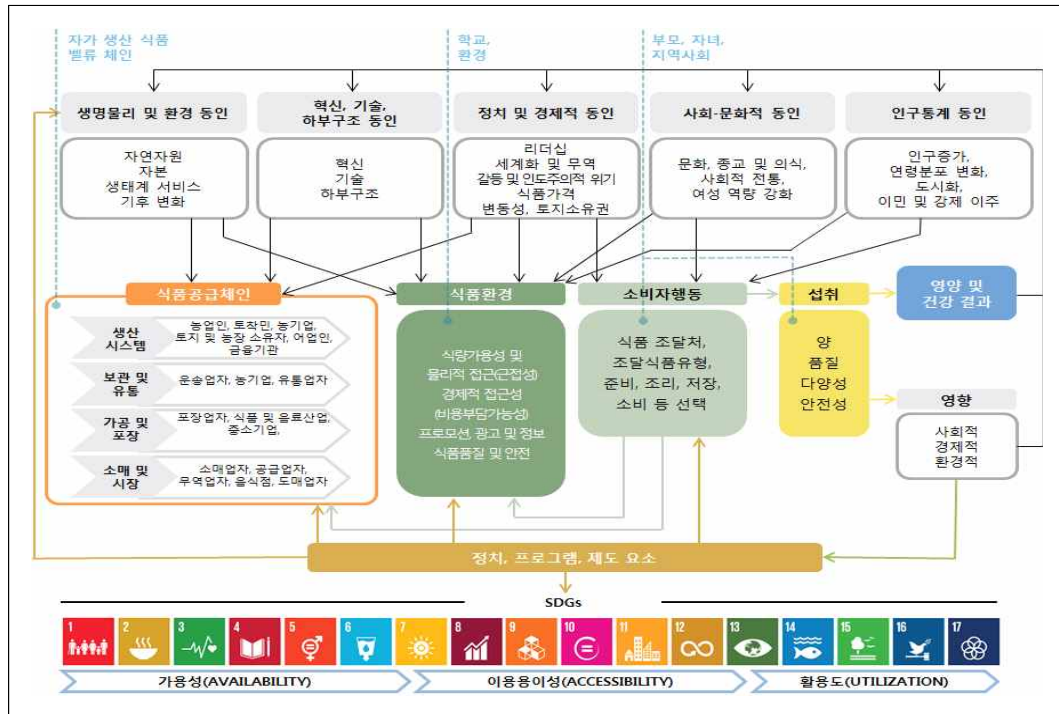 자가 생산 식품
벨류 체인
학교,
환경
부모, 자녀,
지역사회
생명물리 및 환경 동인
혁신, 기술,
하부구조 동인
정치 및 경제적 동인
사회-문화적 동인
인구통계 동인
자연자원
자본
생태계 서비스
기후 변화
혁신
기술
하부구조
리더십
세계화 및 무역
갈등 및 인도주의적 위기
식품가격
변동성, 토지소유권
문화, 종교 및 의식,
사회적 전통,
여성 역량 강화
인구증가,
연령분포 변화,
도시화,
이민 및 강제 이주
식품공급체인
식품환경
소비자행동
섭취
영양 및
건강 결과
생산
시스템
농업인, 토착민, 농기업,
토지 및 농장 소유자, 어업인,
금융기관
보관 및
유통
운송업자, 농기업, 유통업자
가공 및
포장
포장업자, 식품 및 음료산업,
중소기업,
소매 및
시장
소매업자, 공급업자,
무역업자, 음식점, 도매업자
식량가용성 및
물리적 접근(근접성)
경제적 접근성
(비용부담가능성)
프로모션, 광고 및 정보
식품품질 및 안전
식품 조달처,
조달식품유형,
준비, 조리, 저장,
소비 등 선택
양
품질
다양성
안전성
영향
사회적
경제적
환경적
정치, 프로그램, 제도 요소
SDGs
1 2 3 4 5 6 7 8 9 10 11 12 13 14 15 16 17
가용성(AVAILABILITY)
이용용이성(ACCESSIBILITY)
활용도(UTILIZATION)